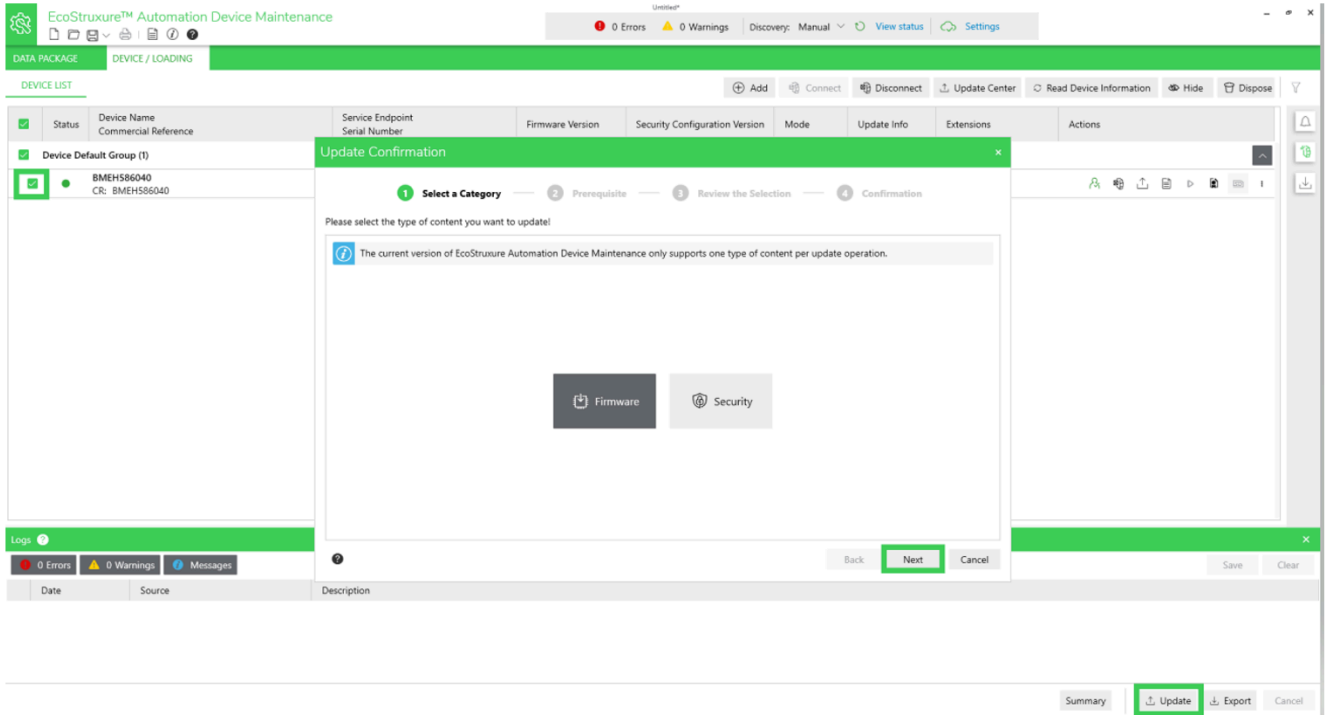 Untitled*
EcoStruxure™ Automation Device Maintenance
0 Errors 0 Warnings Discovery: Manual View status Settings
DATA PACKAGE DEVICE / LOADING
DEVICE LIST
Add Connect Disconnect Update Center Read Device Information Hide Dispose
Status Device Name Commercial Reference Service Endpoint Serial Number Firmware Version Security Configuration Version Mode Update Info Extensions Actions
Device Default Group (1)
BMEH586040
CR: BMEH586040
Update Confirmation
1 Select a Category 2 Prerequisite 3 Review the Selection 4 Confirmation
Please select the type of content you want to update!
The current version of EcoStruxure Automation Device Maintenance only supports one type of content per update operation.
Firmware Security
Back Next Cancel
Logs
0 Errors 0 Warnings Messages Save Clear
Date Source Description
Summary Update Export Cancel